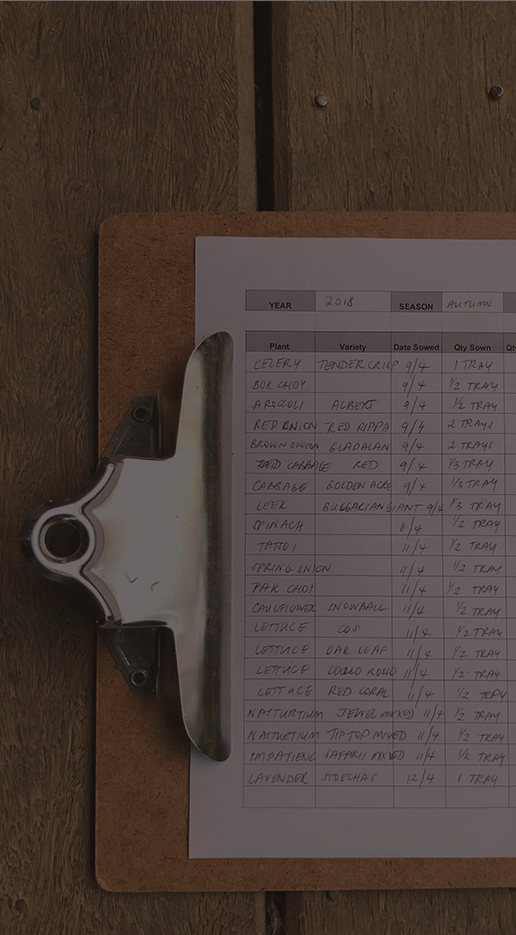 YEAR 2018 SEASON AUTUMN
Plant Variety Date Sowed Qty Sown Qt
CELERY TENDER CRISP 9/4 1 TRAY
BOK CHOY 9/4 1/2 TRAY
BROCCOLI ALBERT 9/4 1/2 TRAY
RED ONION RED RIPPA 9/4 2 TRAYS
BROWN ONION GLADALAN 9/4 2 TRAYS
CABBAGE RED 9/4 1/3 TRAY
CABBAGE GOLDEN ACRE 9/4 1/3 TRAY
LEEK BULGARIAN GIANT 9/4 1/3 TRAY
SPINACH 11/4 1/2 TRAY
TATSOI 11/4 1/2 TRAY
SPRING ONION 11/4 1/2 TRAY
PAK CHOI 11/4 1/2 TRAY
CAULIFLOWER SNOWBALL 11/4 1/2 TRAY
LETTUCE COS 11/4 1/2 TRAY
LETTUCE OAK LEAF 11/4 1/2 TRAY
LETTUCE LOLLO ROSSO 11/4 1/2 TRAY
LETTUCE RED CORAL 11/4 1/2 TRAY
NASTURTIUM JEWEL MIXED 11/4 1/2 TRAY
NASTURTIUM TIP TOP MIXED 11/4 1/2 TRAY
IMPATIENS SAFARII MIXED 11/4 1/2 TRAY
LAVENDER STOECHAS 12/4 1 TRAY